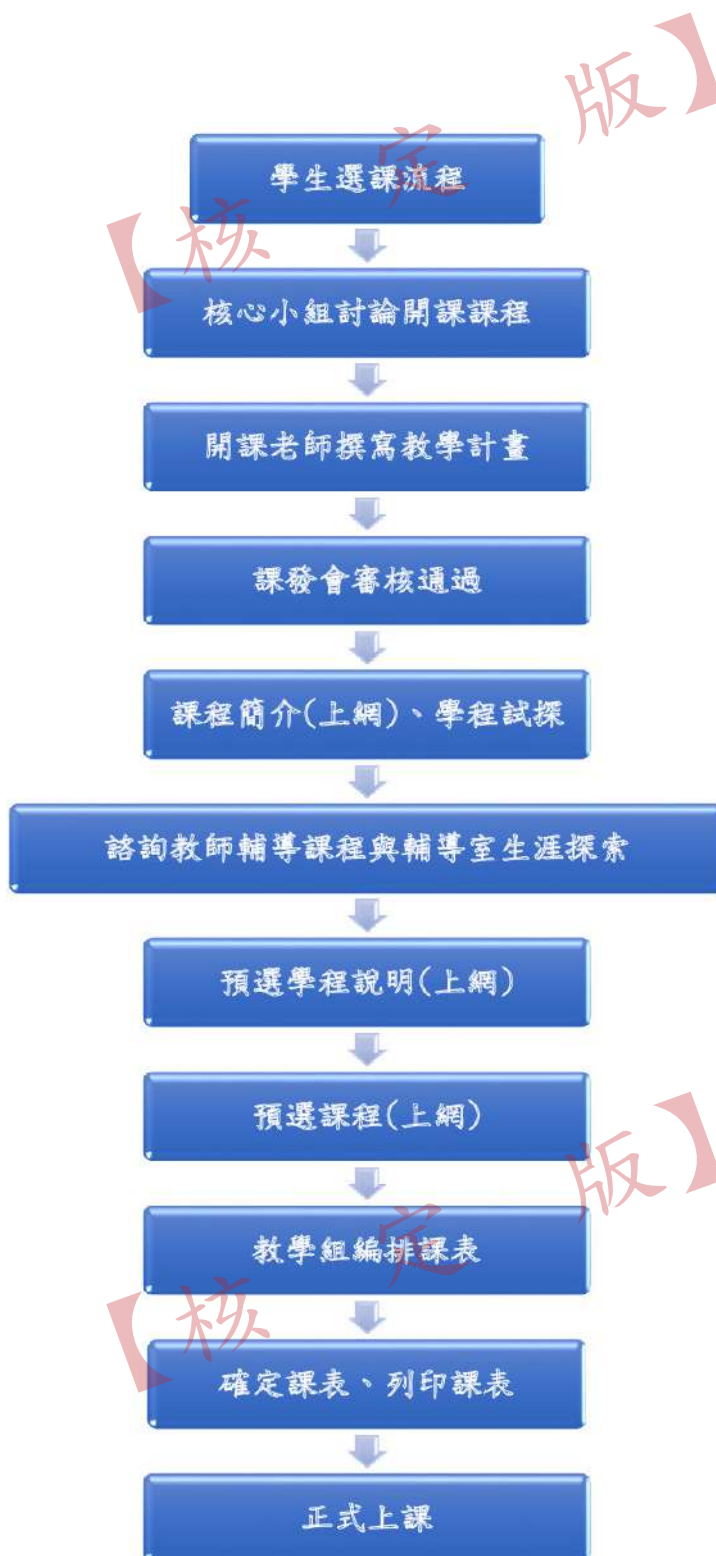 學生選課流程
核心小組討論開課課程
開課老師撰寫教學計畫
課發會審核通過
課程簡介(上網)、學程試探
諮詢教師輔導課程與輔導室生涯探索
預選學程說明(上網)
預選課程(上網)
教學組編排課表
確定課表、列印課表
正式上課
【核定版】
【核定版】